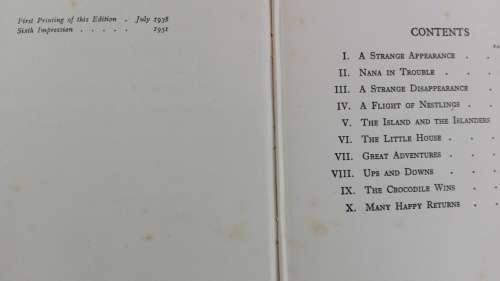 First Printing of this Edition . July 1938
Sixth Impression . . . . . 1951
CONTENTS
I. A Strange Appearance . .
II. Nana in Trouble . . .
III. A Strange Disappearance .
IV. A Flight of Nestlings . .
V. The Island and the Islanders
VI. The Little House . . .
VII. Great Adventures . . .
VIII. Ups and Downs . . .
IX. The Crocodile Wins . .
X. Many Happy Returns . .